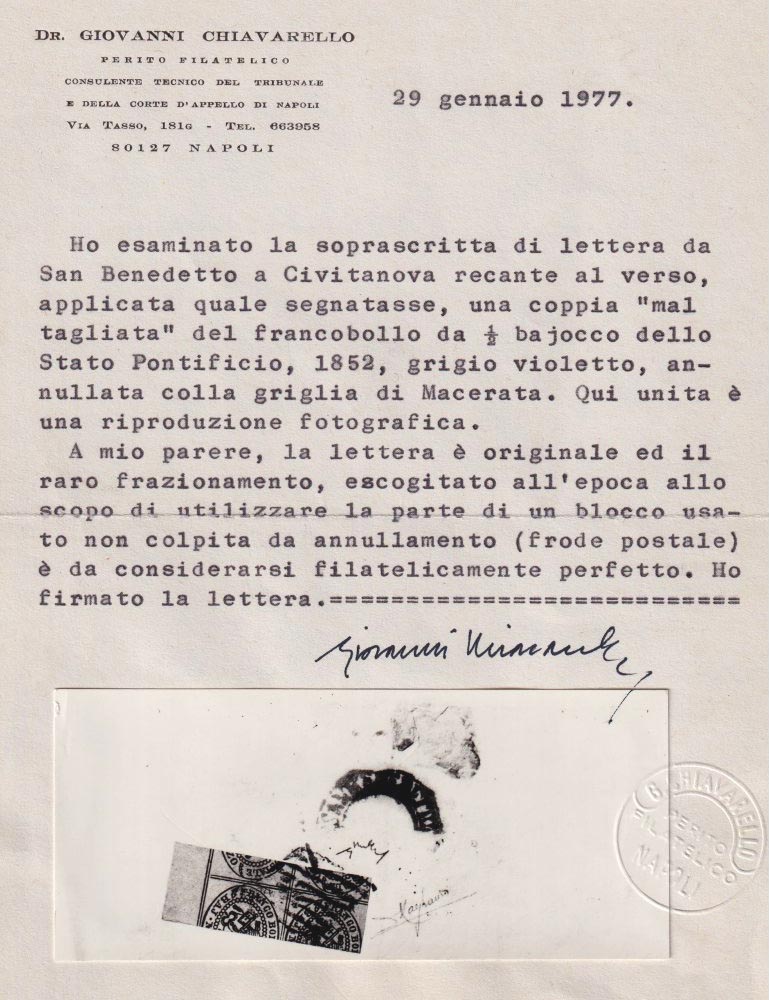 DR. GIOVANNI CHIAVARELLO
PERITO FILATELICO
CONSULENTE TECNICO DEL TRIBUNALE
E DELLA CORTE D'APPELLO DI NAPOLI
VIA TASSO, 181G - TEL. 663958
80127 NAPOLI
29 gennaio 1977.
Ho esaminato la soprascritta di lettera da
San Benedetto a Civitanova recante al verso,
applicata quale segnatasse, una coppia "mal
tagliata" del francobollo da ½ bajocco dello
Stato Pontificio, 1852, grigio violetto, an-
nullata colla griglia di Macerata. Qui unita è
una riproduzione fotografica.
A mio parere, la lettera è originale ed il
raro frazionamento, escogitato all'epoca allo
scopo di utilizzare la parte di un blocco usa-
to non colpita da annullamento (frode postale)
è da considerarsi filatelicamente perfetto. Ho
firmato la lettera.===========================
Giovanni Chiavarello
G. CHIAVARELLO
PERITO
FILATELICO
NAPOLI